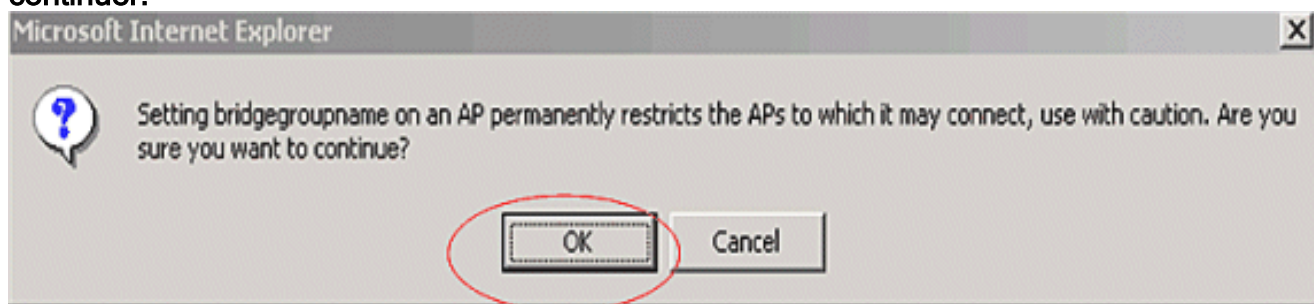 continuer.
Microsoft Internet Explorer
Setting bridgegroupname on an AP permanently restricts the APs to which it may connect, use with caution. Are you
sure you want to continue?
OK
Cancel